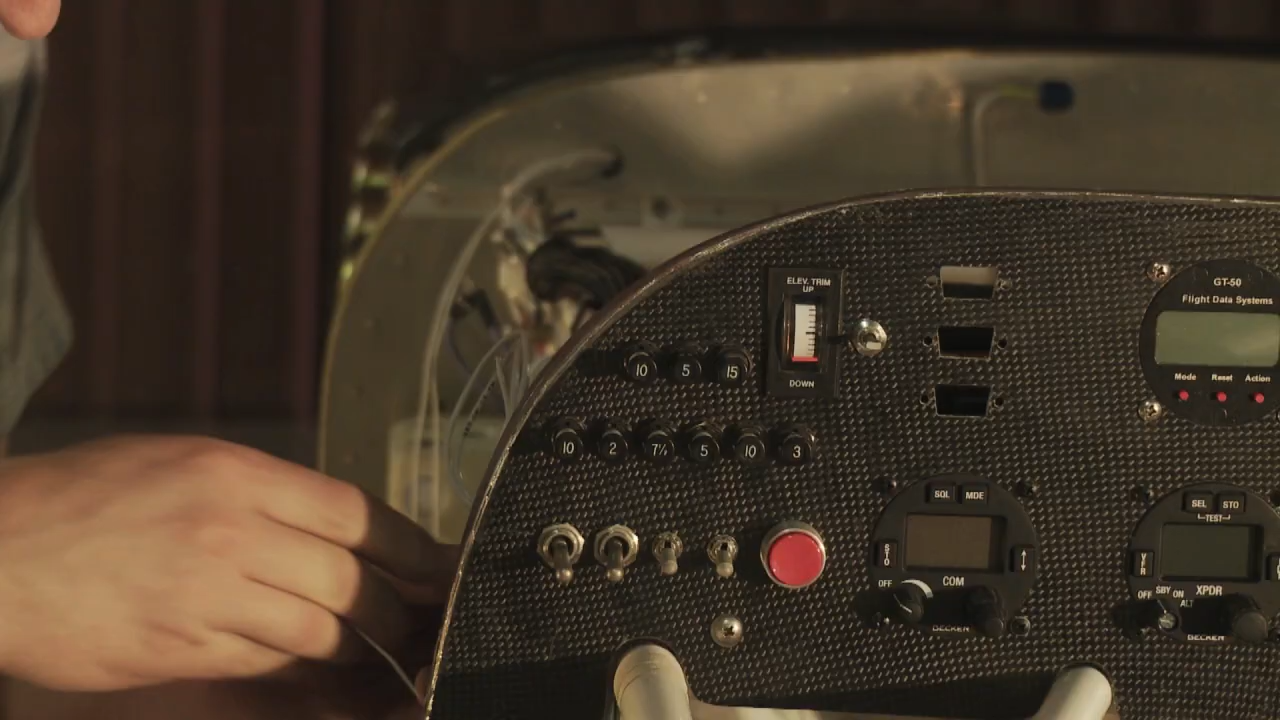 ELEV. TRIM
UP
DOWN
10 5 15
10 2 7½ 5 10 3
GT-50
Flight Data Systems
Mode Reset Action
SQL MDE
STO
OFF
COM
BECKER
SEL STO
TEST
VFR
OFF SBY ON
ALT
XPDR
BECKER